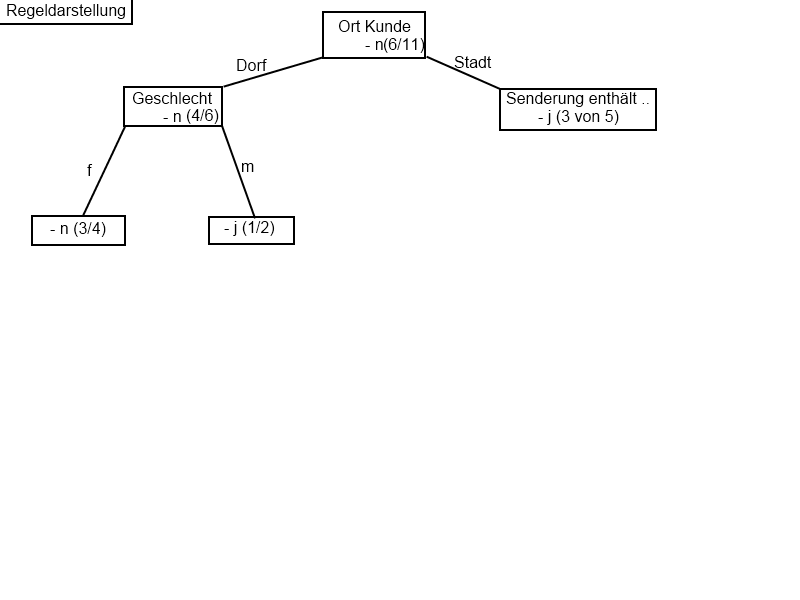 Regeldarstellung
Ort Kunde
- n(6/11)
Dorf
Stadt
Geschlecht
- n (4/6)
Senderung enthält ..
- j (3 von 5)
f
m
- n (3/4)
- j (1/2)